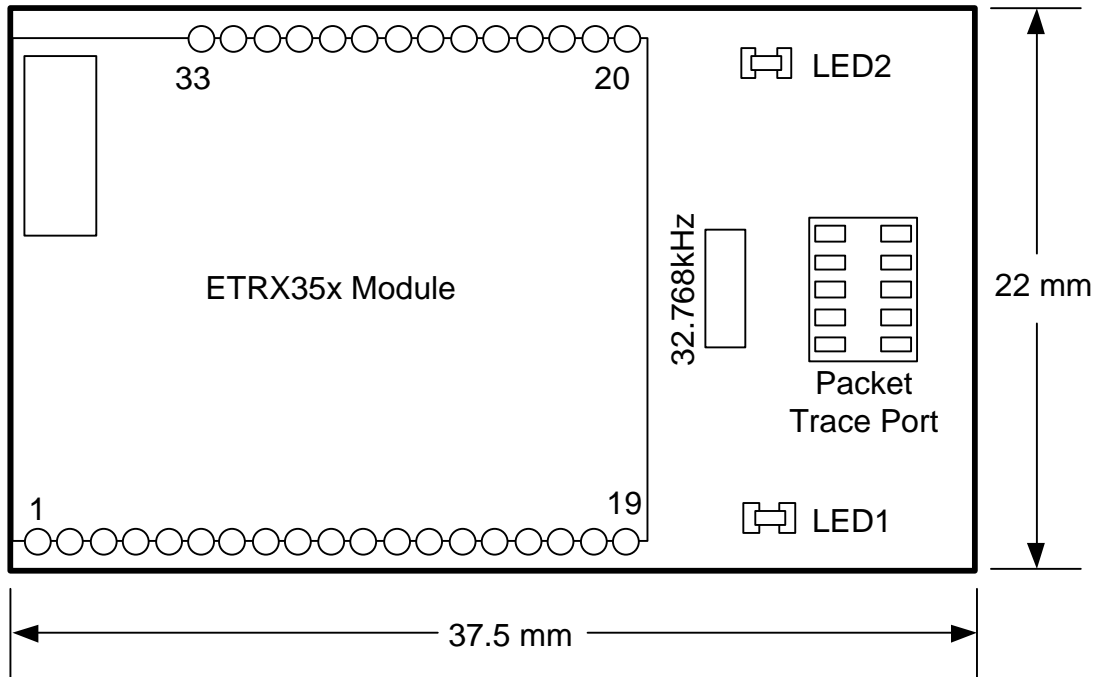 33
20
LED2
ETRX35x Module
32.768kHz
22 mm
Packet
Trace Port
1
19
LED1
37.5 mm